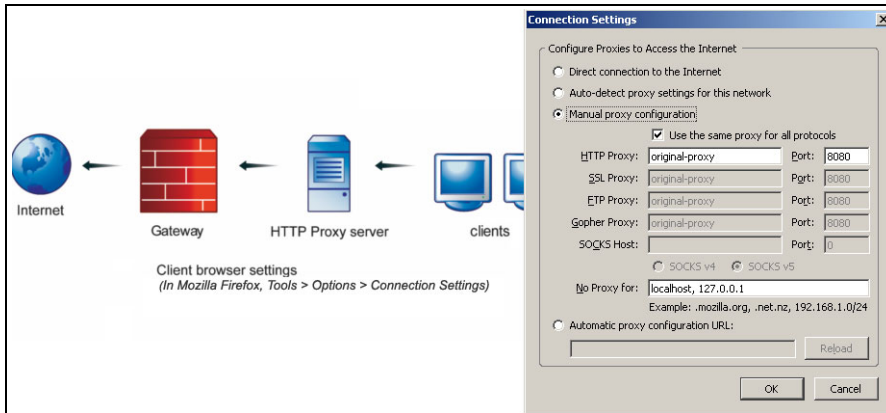 Internet
Gateway
HTTP Proxy server
clients
Client browser settings
(In Mozilla Firefox, Tools > Options > Connection Settings)
Connection Settings
Configure Proxies to Access the Internet
Direct connection to the Internet
Auto-detect proxy settings for this network
Manual proxy configuration
Use the same proxy for all protocols
HTTP Proxy: original-proxy Port: 8080
SSL Proxy: original-proxy Port: 8080
FTP Proxy: original-proxy Port: 8080
Gopher Proxy: original-proxy Port: 8080
SOCKS Host: Port: 0
SOCKS v4 SOCKS v5
No Proxy for: localhost, 127.0.0.1
Example: .mozilla.org, .net.nz, 192.168.1.0/24
Automatic proxy configuration URL:
Reload
OK Cancel